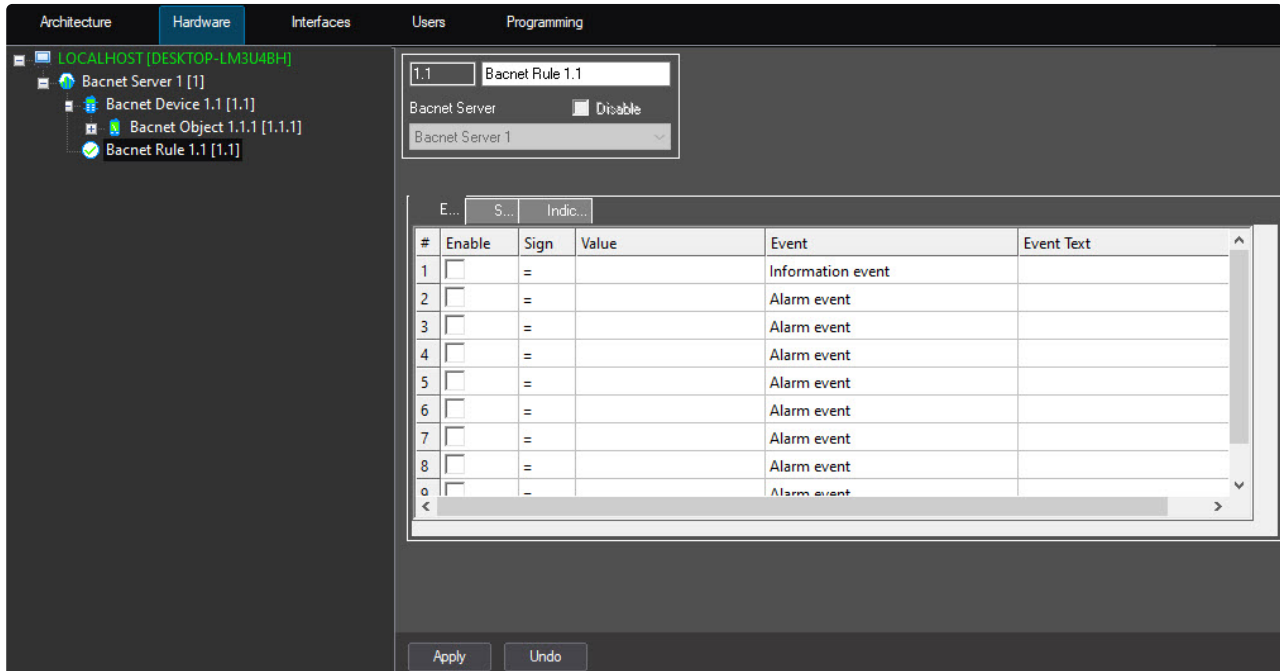 Architecture Hardware Interfaces Users Programming
LOCALHOST [DESKTOP-LM3U4BH]
Bacnet Server 1 [1]
Bacnet Device 1.1 [1.1]
Bacnet Object 1.1.1 [1.1.1]
Bacnet Rule 1.1 [1.1]
1.1 Bacnet Rule 1.1
Bacnet Server Disable
Bacnet Server 1
E... S... Indic...
# Enable Sign Value Event Event Text
1 = Information event
2 = Alarm event
3 = Alarm event
4 = Alarm event
5 = Alarm event
6 = Alarm event
7 = Alarm event
8 = Alarm event
9 = Alarm event
Apply Undo